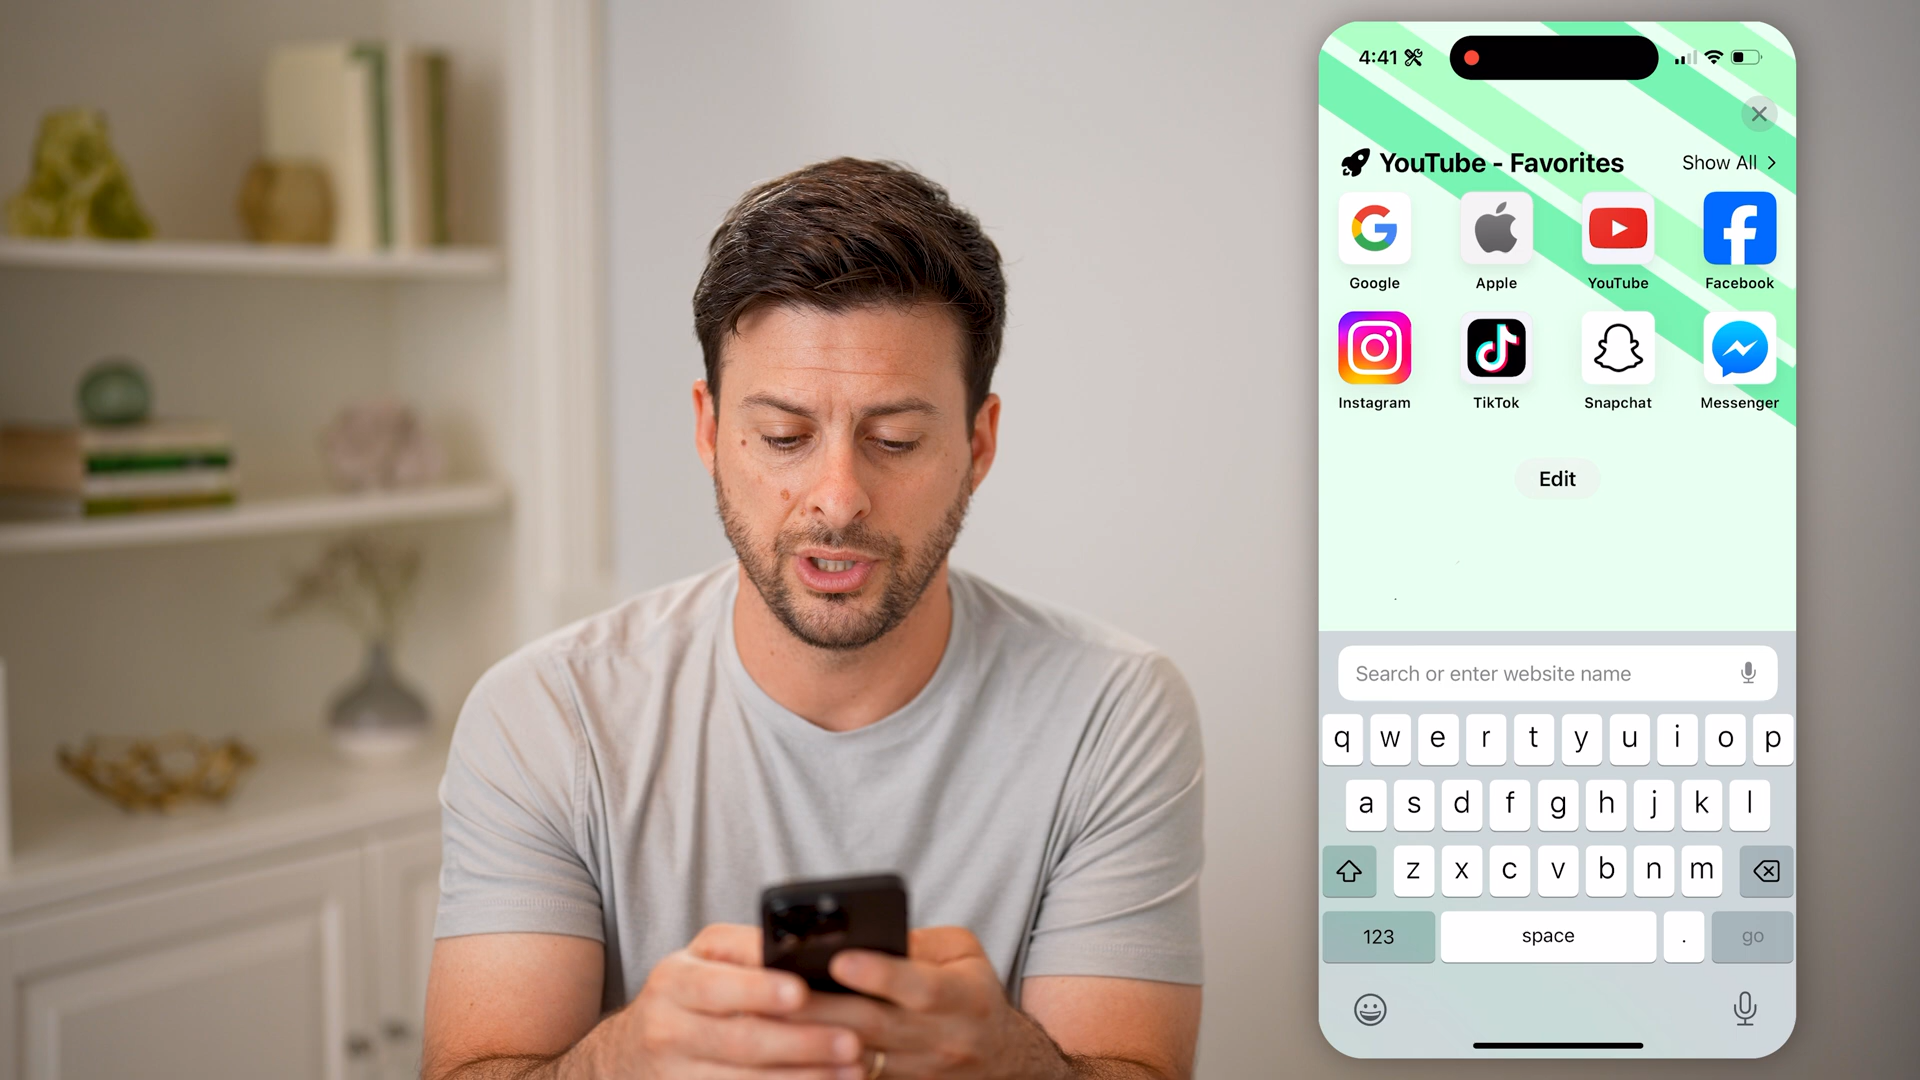 4:41
YouTube - Favorites
Show All
Google
Apple
YouTube
Facebook
Instagram
TikTok
Snapchat
Messenger
Edit
Search or enter website name
q w e r t y u i o p
a s d f g h j k l
z x c v b n m
123 space . go